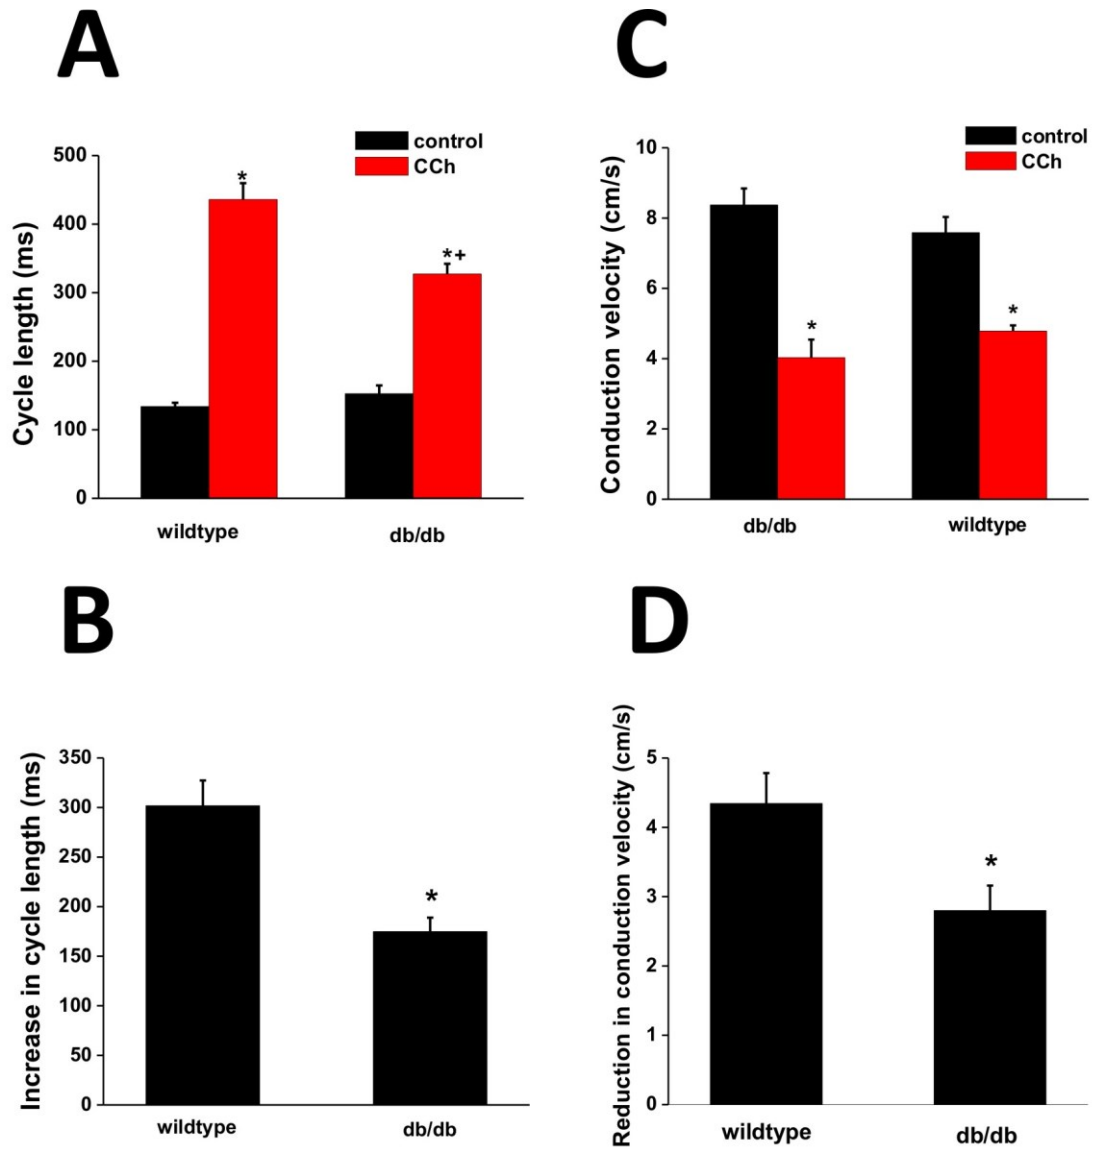 A
control
CCh
500
400
300
200
100
0
Cycle length (ms)
*
*+
wildtype
db/db
C
control
CCh
10
8
6
4
2
0
Conduction velocity (cm/s)
*
*
db/db
wildtype
B
350
300
250
200
150
100
50
0
Increase in cycle length (ms)
*
wildtype
db/db
D
5
4
3
2
1
0
Reduction in conduction velocity (cm/s)
*
wildtype
db/db